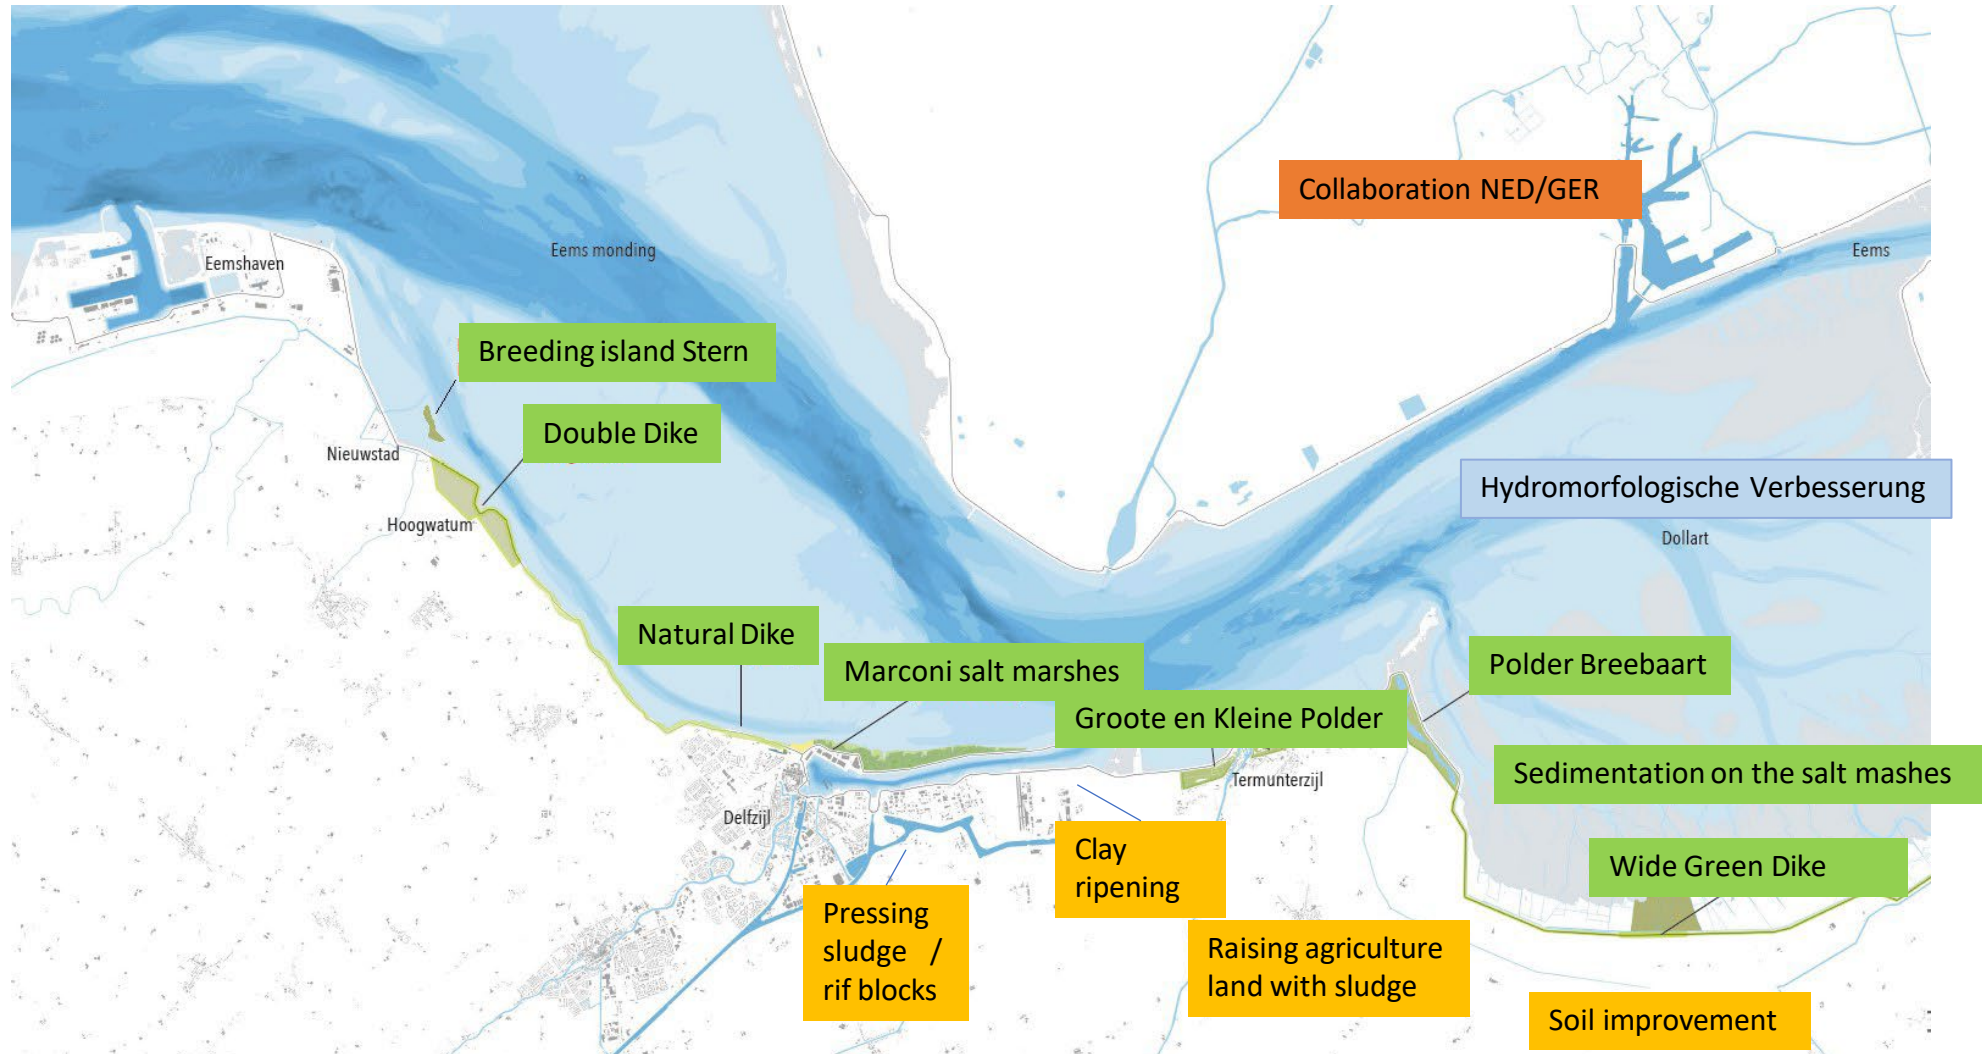 Collaboration NED/GER
Eems monding
Eems
Eemshaven
Breeding island Stern
Double Dike
Nieuwstad
Hydromorfologische Verbesserung
Hoogwatum
Dollart
Natural Dike
Marconi salt marshes
Polder Breebaart
Groote en Kleine Polder
Sedimentation on the salt mashes
Termunterzijl
Delfzijl
Clay
ripening
Wide Green Dike
Pressing
sludge /
rif blocks
Raising agriculture
land with sludge
Soil improvement